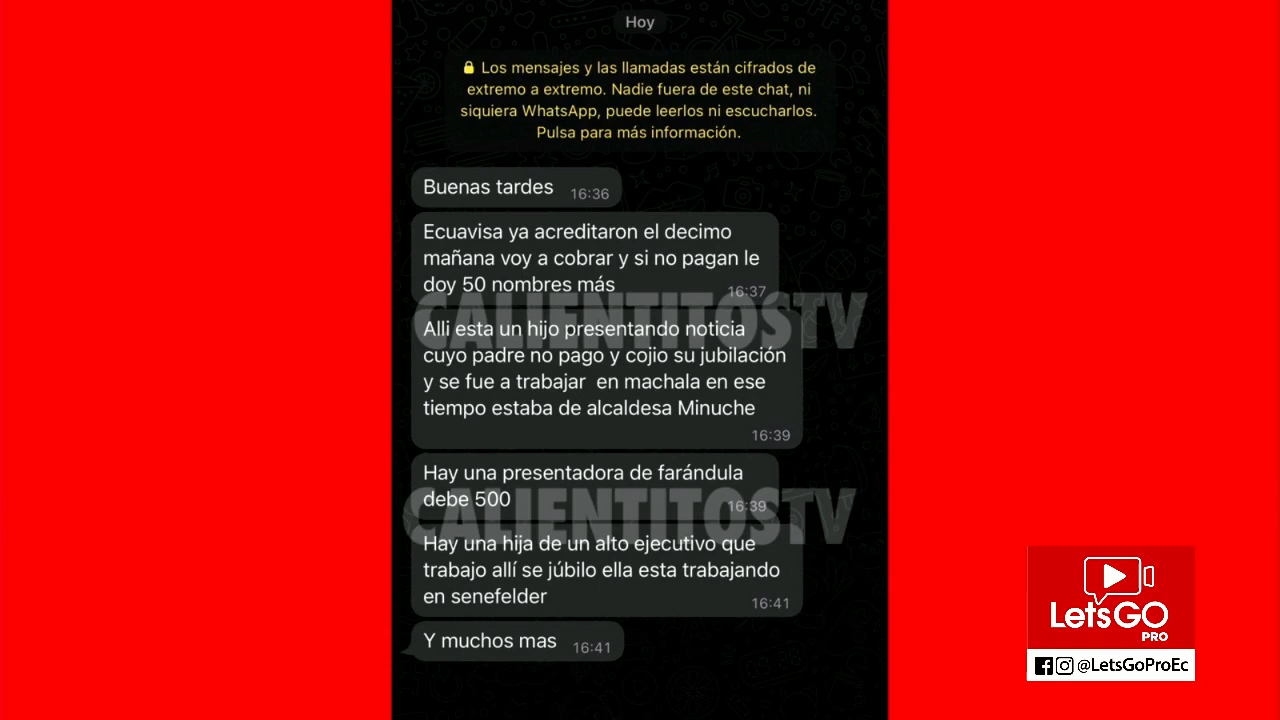 Hoy
🔒 Los mensajes y las llamadas están cifrados de
extremo a extremo. Nadie fuera de este chat, ni
siquiera WhatsApp, puede leerlos ni escucharlos.
Pulsa para más información.
Buenas tardes 16:36
Ecuavisa ya acreditaron el decimo
mañana voy a cobrar y si no pagan le
doy 50 nombres más 16:37
CALIENTITOSTV
Alli esta un hijo presentando noticia
cuyo padre no pago y cojio su jubilación
y se fue a trabajar en machala en ese
tiempo estaba de alcaldesa Minuche
16:39
Hay una presentadora de farándula
debe 500 16:39
CALIENTITOSTV
Hay una hija de un alto ejecutivo que
trabajo allí se júbilo ella esta trabajando
en senefelder 16:41
Y muchos mas 16:41
LetsGO
PRO
@LetsGoProEc